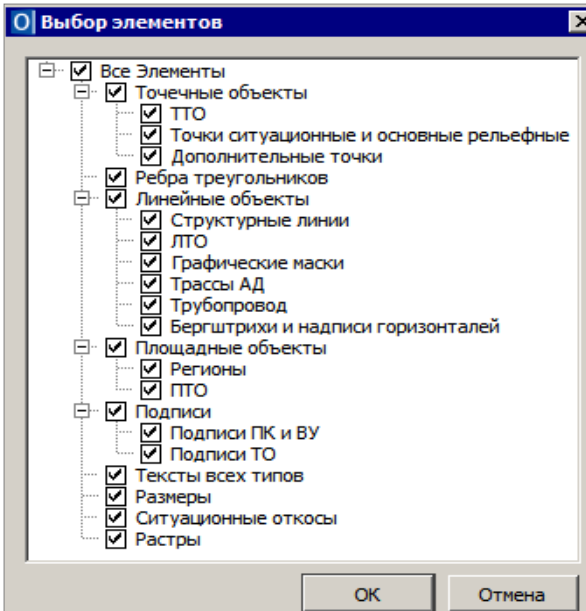 Выбор элементов
Все Элементы
Точечные объекты
ТТО
Точки ситуационные и основные рельефные
Дополнительные точки
Ребра треугольников
Линейные объекты
Структурные линии
ЛТО
Графические маски
Трассы АД
Трубопровод
Бергштрихи и надписи горизонталей
Площадные объекты
Регионы
ПТО
Подписи
Подписи ПК и ВУ
Подписи ТО
Тексты всех типов
Размеры
Ситуационные откосы
Растры
ОК Отмена